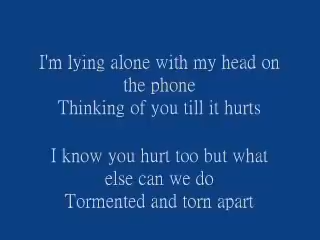 I'm lying alone with my head on
the phone
Thinking of you till it hurts
I know you hurt too but what
else can we do
Tormented and torn apart